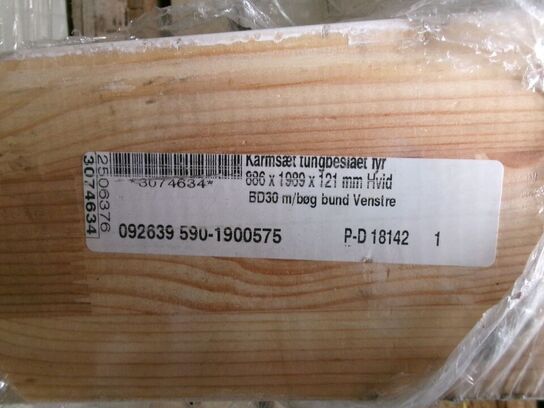 3074634
2506376
*3074634*
Karmsæt tungbeslået fyr
886 x 1989 x 121 mm Hvid
BD30 m/bøg bund Venstre
092639 590-1900575 P-D 18142 1